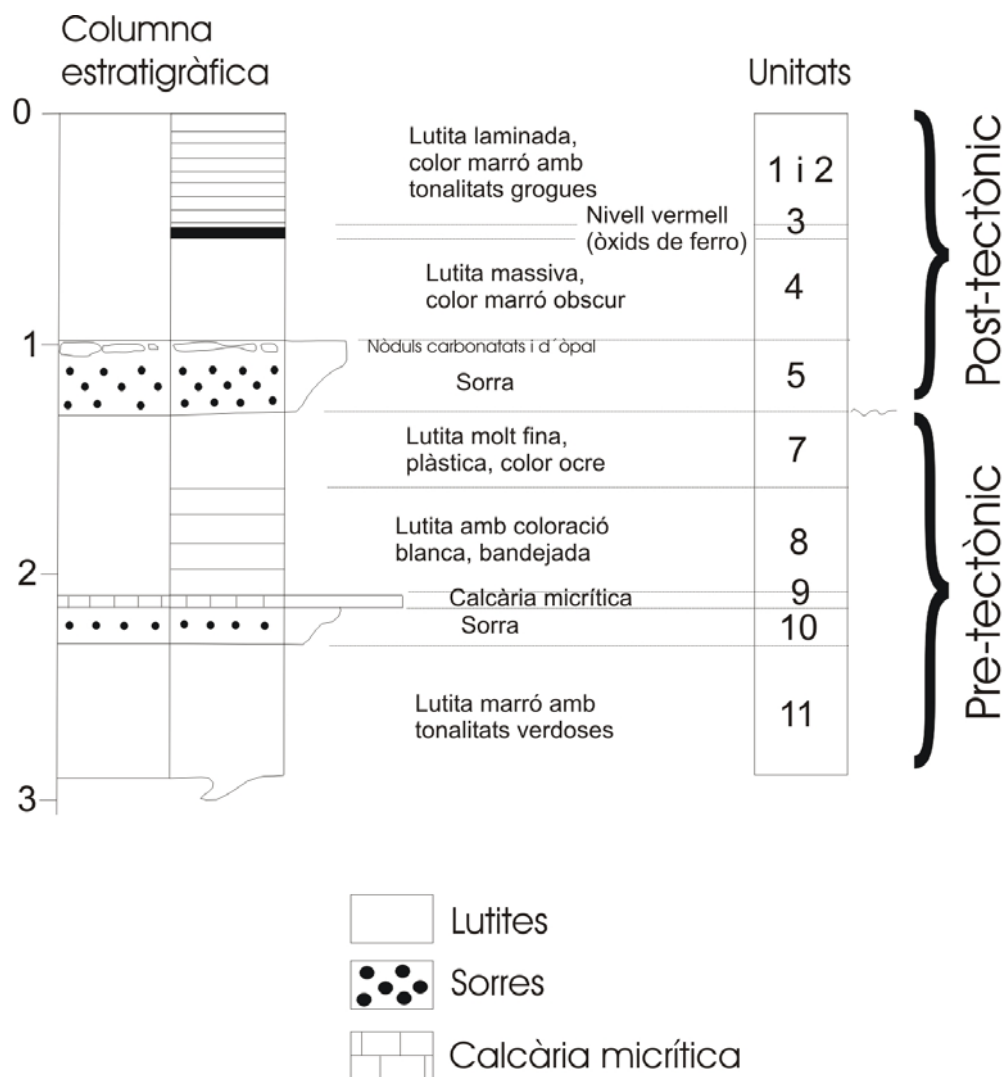 Columna
estratigràfica
Unitats
0
Lutita laminada,
color marró amb
tonalitats grogues
1 i 2
Nivell vermell
(òxids de ferro)
3
Lutita massiva,
color marró obscur
4
Post-tectònic
1
Nòduls carbonatats i d´òpal
Sorra
5
Lutita molt fina,
plàstica, color ocre
7
Lutita amb coloració
blanca, bandejada
8
2
Calcària micrítica
9
Sorra
10
Pre-tectònic
Lutita marró amb
tonalitats verdoses
11
3
Lutites
Sorres
Calcària micrítica